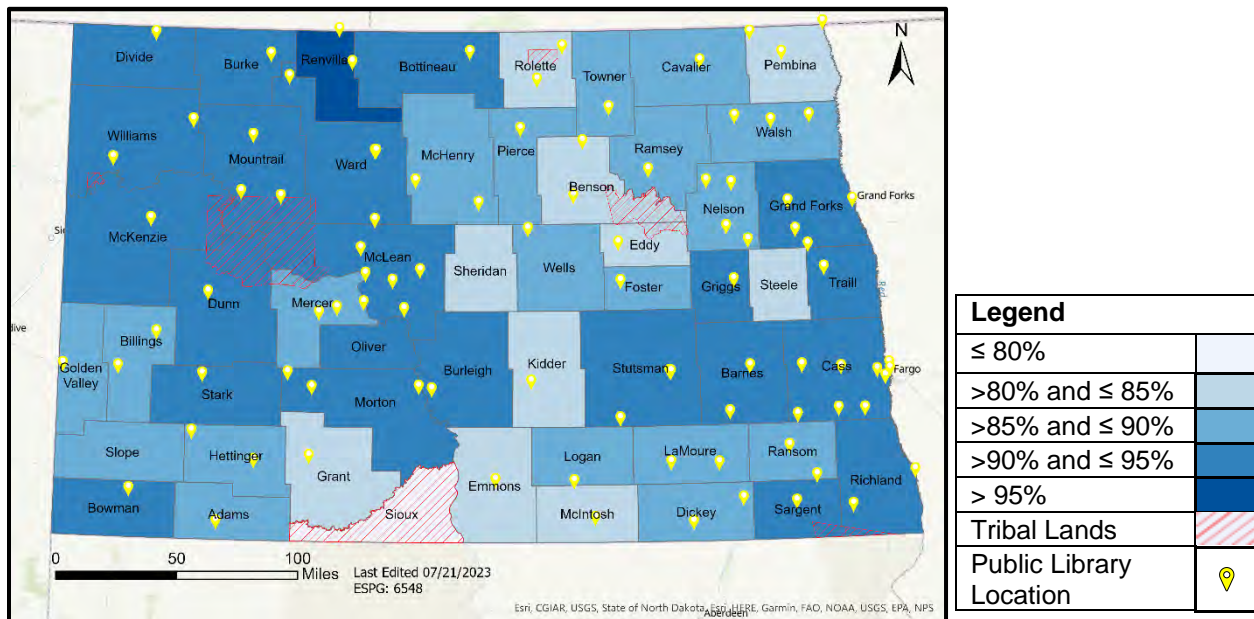 Divide
Burke
Renville
Bottineau
Rolette
Towner
Cavalier
Pembina
N
Williams
Mountrail
Ward
McHenry
Pierce
Benson
Ramsey
Walsh
McKenzie
Nelson
Grand Forks
Grand Forks
McLean
Sheridan
Wells
Eddy
Foster
Griggs
Steele
Traill
Red
Dunn
Mercer
Billings
Golden
Valley
Oliver
Burleigh
Kidder
Stutsman
Barnes
Cass
Fargo
Stark
Morton
Slope
Hettinger
Grant
Emmons
Logan
LaMoure
Ransom
Richland
Bowman
Adams
Sioux
McIntosh
Dickey
Sargent
0 50 100
Miles
Last Edited 07/21/2023
ESPG: 6548
Esri, CGIAR, USGS, State of North Dakota, Esri, HERE, Garmin, FAO, NOAA, USGS, EPA, NPS
Aberdeen
Legend
≤ 80%
>80% and ≤ 85%
>85% and ≤ 90%
>90% and ≤ 95%
> 95%
Tribal Lands
Public Library
Location